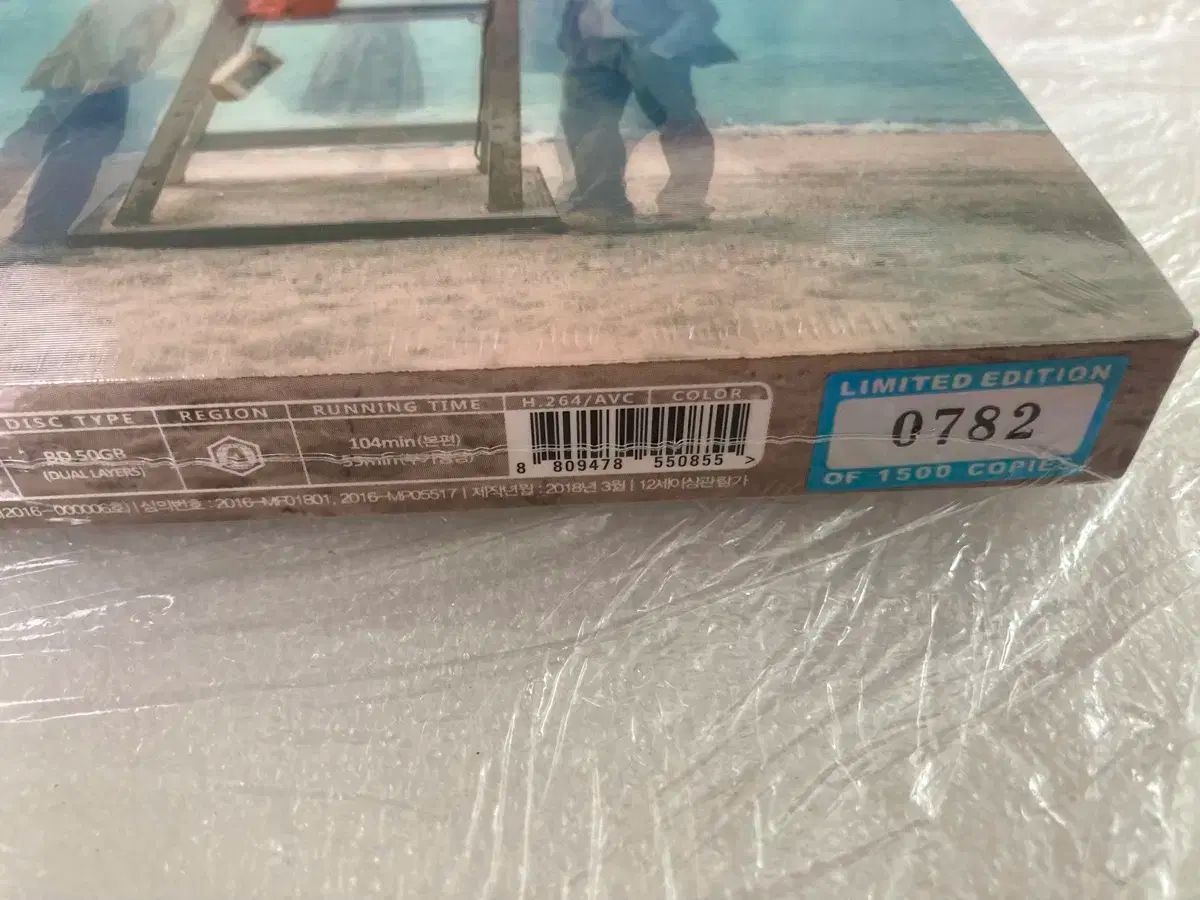 DISC TYPE
BD 50GB
(DUAL LAYERS)
REGION
A
RUNNING TIME
104min(본편)
H.264/AVC
COLOR
8 809478 550855 >
LIMITED EDITION
0782
OF 1500 COPIES
2016-000006호) | 심의번호 : 2016-MF01801, 2016-MP05517 | 제작년월 : 2018년 3월 | 12세이상관람가